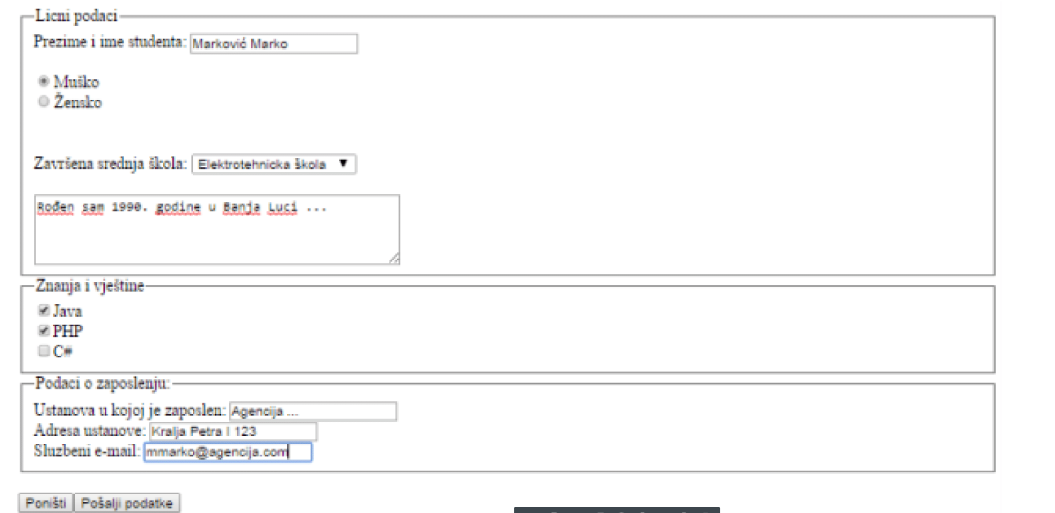 Licni podaci
Prezime i ime studenta: Marković Marko
Muško
Žensko
Završena srednja škola: Elektrotehnicka škola
Rođen sam 1990. godine u Banja Luci ...
Znanja i vještine
Java
PHP
C#
Podaci o zaposlenju:
Ustanova u kojoj je zaposlen: Agencija ...
Adresa ustanove: Kralja Petra I 123
Sluzbeni e-mail: mmarko@agencija.com
Poništi Pošalji podatke